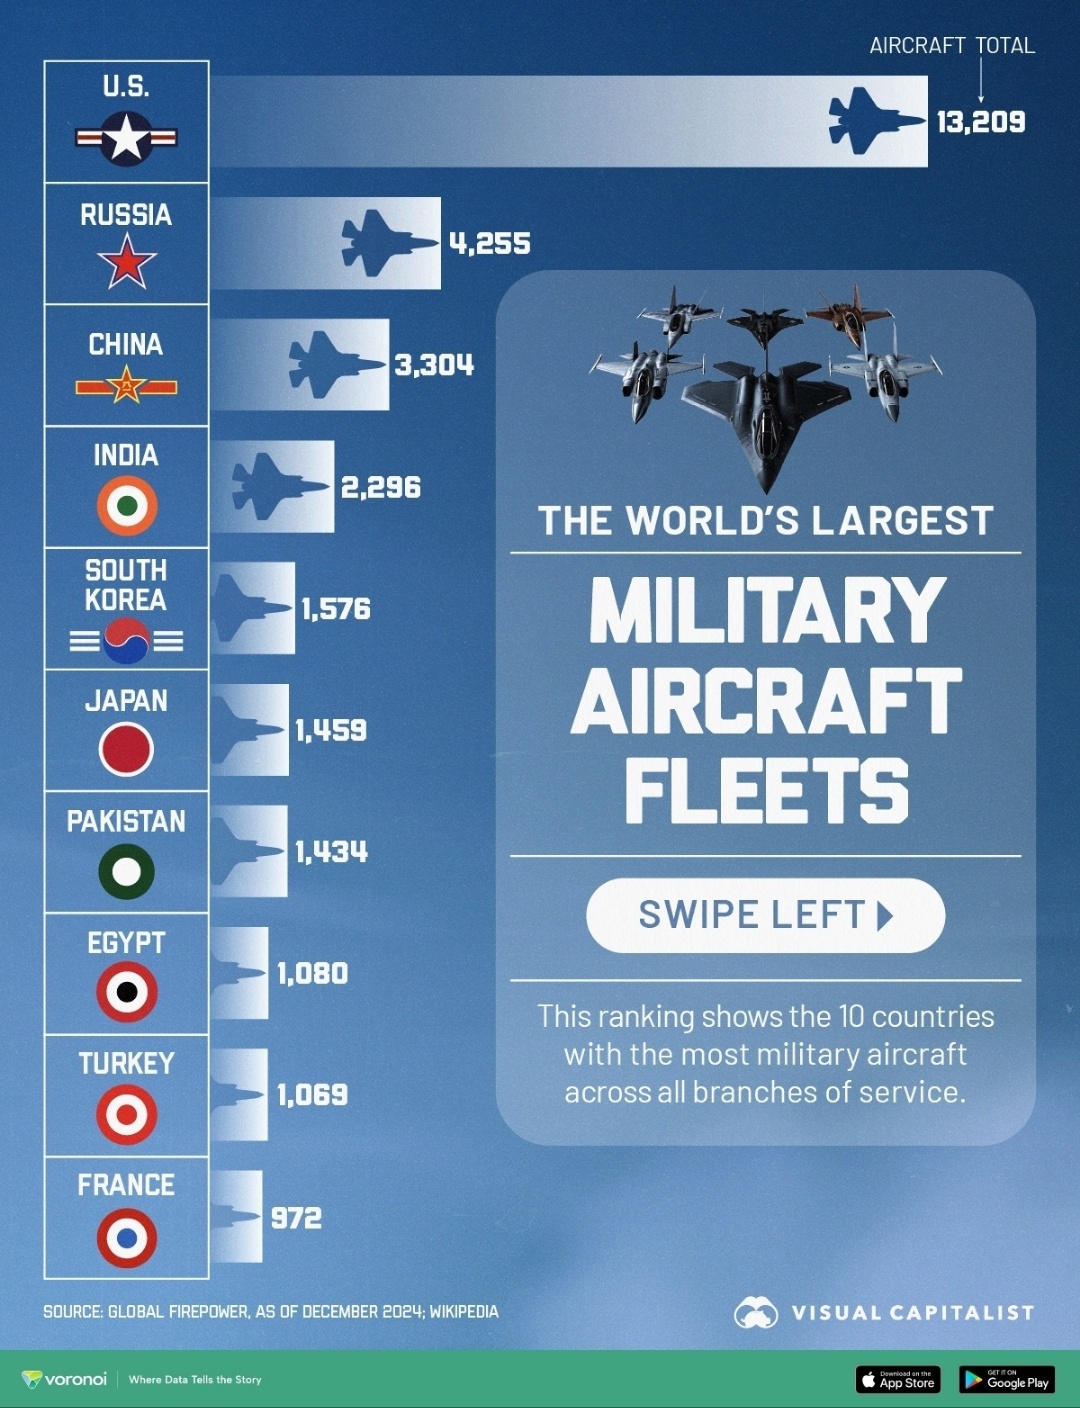 AIRCRAFT TOTAL
U.S.
13,209
RUSSIA
4,255
CHINA
3,304
INDIA
2,296
SOUTH
KOREA
1,576
JAPAN
1,459
PAKISTAN
1,434
EGYPT
1,080
TURKEY
1,069
FRANCE
972
THE WORLD'S LARGEST
MILITARY
AIRCRAFT
FLEETS
SWIPE LEFT
This ranking shows the 10 countries
with the most military aircraft
across all branches of service.
SOURCE: GLOBAL FIREPOWER, AS OF DECEMBER 2024; WIKIPEDIA
VISUAL CAPITALIST
voronoi
Where Data Tells the Story
Download on the
App Store
GET IT ON
Google Play